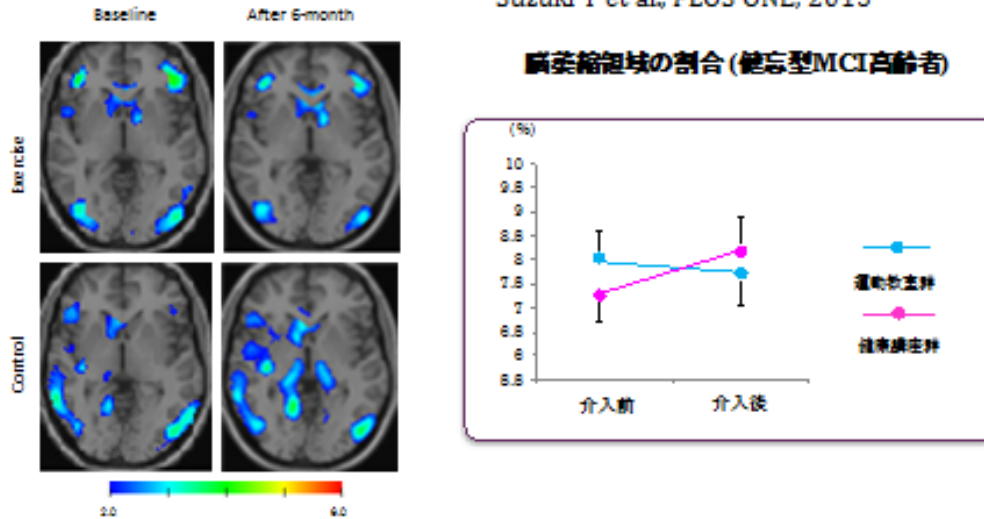 Baseline
After 6-month
Suzuki T et al., PLOS ONE, 2013
Exercise
Control
脳萎縮領域の割合 (健忘型MCI高齢者)
(%)
10
9.5
9
8.5
8
7.5
7
6.5
6
5.5
介入前
介入後
運動教室群
健康講座群
2.0
6.0